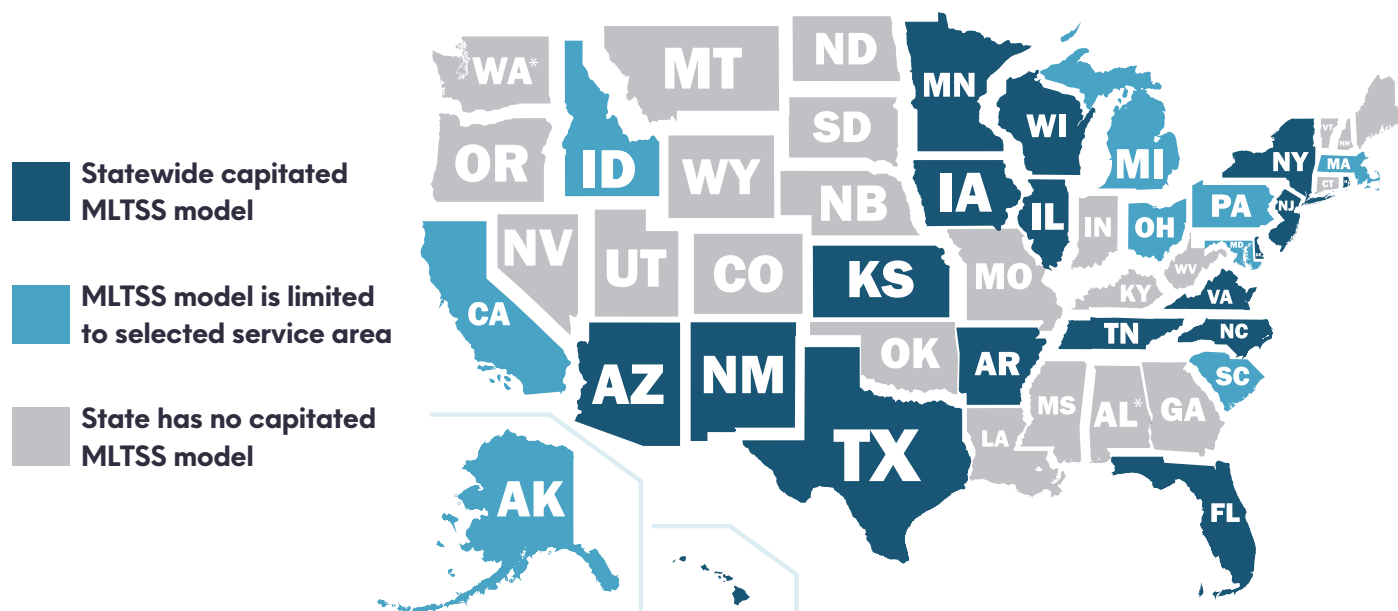 Statewide capitated
MLTSS model
MLTSS model is limited
to selected service area
State has no capitated
MLTSS model
WA*
MT
ND
MN
OR
ID
SD
WI
MI
WY
NB
IA
NY
VT
NH
MA
CT
NV
UT
CO
KS
MO
IL
IN
OH
PA
NJ
MD
WV
KY
VA
CA
AZ
NM
OK
AR
TN
NC
SC
TX
LA
MS
AL*
GA
FL
AK